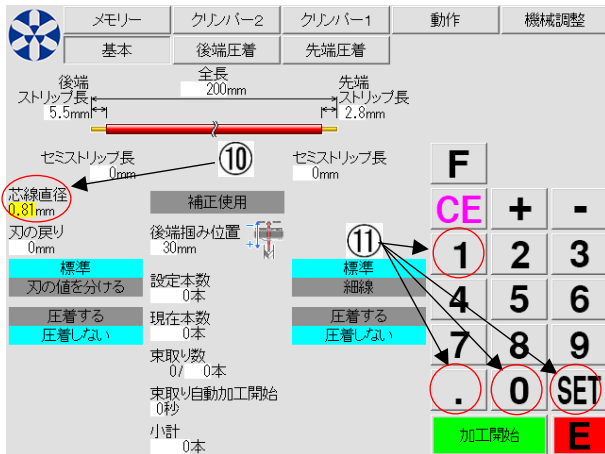 メモリー クリンパー2 クリンパー1 動作 機械調整
基本 後端圧着 先端圧着
全長
200mm
後端
ストリップ長
5.5mm
先端
ストリップ長
2.8mm
セミストリップ長
0mm
⑩
セミストリップ長
0mm
芯線直径
0.81mm
補正使用
刃の戻り
0mm
後端掴み位置
30mm
⑪
標準
刃の値を分ける
標準
細線
設定本数
0本
圧着する
圧着しない
圧着する
圧着しない
現在本数
0本
束取り数
0/ 0本
束取り自動加工開始
0秒
小計
0本
F
CE + -
1 2 3
4 5 6
7 8 9
. 0 SET
加工開始 E